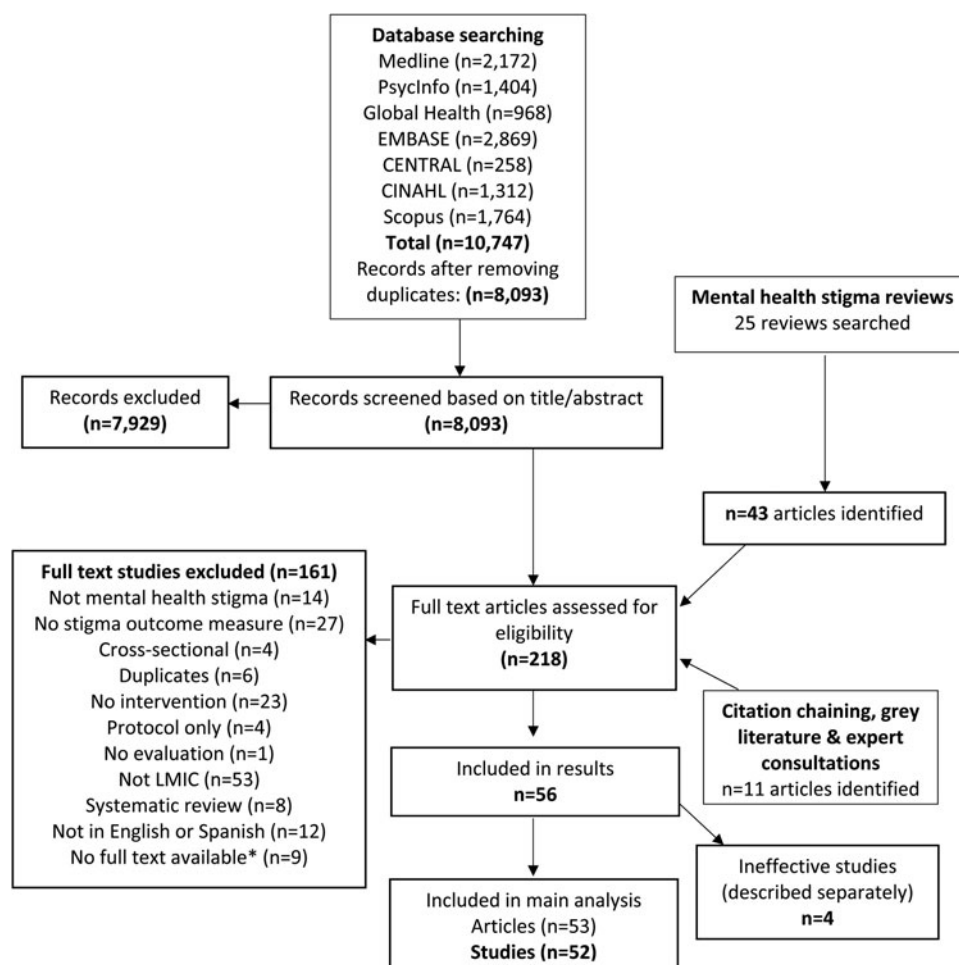 Database searching
Medline (n=2,172)
PsycInfo (n=1,404)
Global Health (n=968)
EMBASE (n=2,869)
CENTRAL (n=258)
CINAHL (n=1,312)
Scopus (n=1,764)
Total (n=10,747)
Records after removing
duplicates: (n=8,093)
Mental health stigma reviews
25 reviews searched
Records excluded
(n=7,929)
Records screened based on title/abstract
(n=8,093)
n=43 articles identified
Full text studies excluded (n=161)
Not mental health stigma (n=14)
No stigma outcome measure (n=27)
Cross-sectional (n=4)
Duplicates (n=6)
No intervention (n=23)
Protocol only (n=4)
No evaluation (n=1)
Not LMIC (n=53)
Systematic review (n=8)
Not in English or Spanish (n=12)
No full text available* (n=9)
Full text articles assessed for
eligibility
(n=218)
Citation chaining, grey
literature & expert
consultations
n=11 articles identified
Included in results
n=56
Ineffective studies
(described separately)
n=4
Included in main analysis
Articles (n=53)
Studies (n=52)